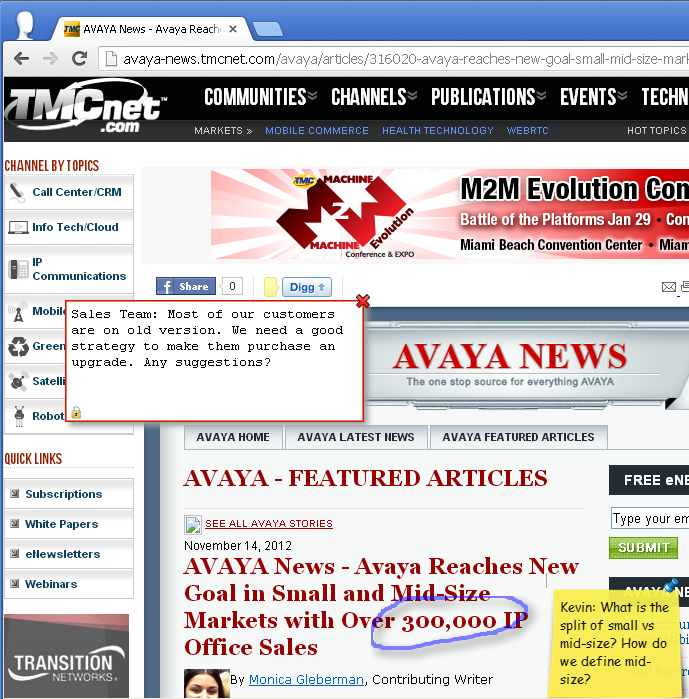 AVAYA News - Avaya Reach
avaya-news.tmcnet.com/avaya/articles/316020-avaya-reaches-new-goal-small-mid-size-mark
TMCnet.com™
COMMUNITIES CHANNELS PUBLICATIONS EVENTS TECHN
MARKETS » MOBILE COMMERCE HEALTH TECHNOLOGY WEBRTC HOT TOPICS
CHANNEL BY TOPICS
Call Center/CRM
Info Tech/Cloud
IP
Communications
Mobil
Green
Satelli
Robot
TMC
MACHINE
M2M
MACHINE
Evolution
Conference & EXPO
M2M Evolution Con
Battle of the Platforms Jan 29 • Con
Miami Beach Convention Center • Miam
f Share 0 Digg
Sales Team: Most of our customers
are on old version. We need a good
strategy to make them purchase an
upgrade. Any suggestions?
AVAYA NEWS
The one stop source for everything AVAYA
AVAYA HOME AVAYA LATEST NEWS AVAYA FEATURED ARTICLES
QUICK LINKS
Subscriptions
White Papers
eNewsletters
Webinars
TRANSITION
NETWORKS®
AVAYA - FEATURED ARTICLES
SEE ALL AVAYA STORIES
November 14, 2012
AVAYA News - Avaya Reaches New
Goal in Small and Mid-Size
Markets with Over 300,000 IP
Office Sales
By Monica Gleberman, Contributing Writer
FREE eNE
Type your em
SUBMIT
AVAYA NE
Kevin: What is the
split of small vs
mid-size? How do
we define mid-
size?